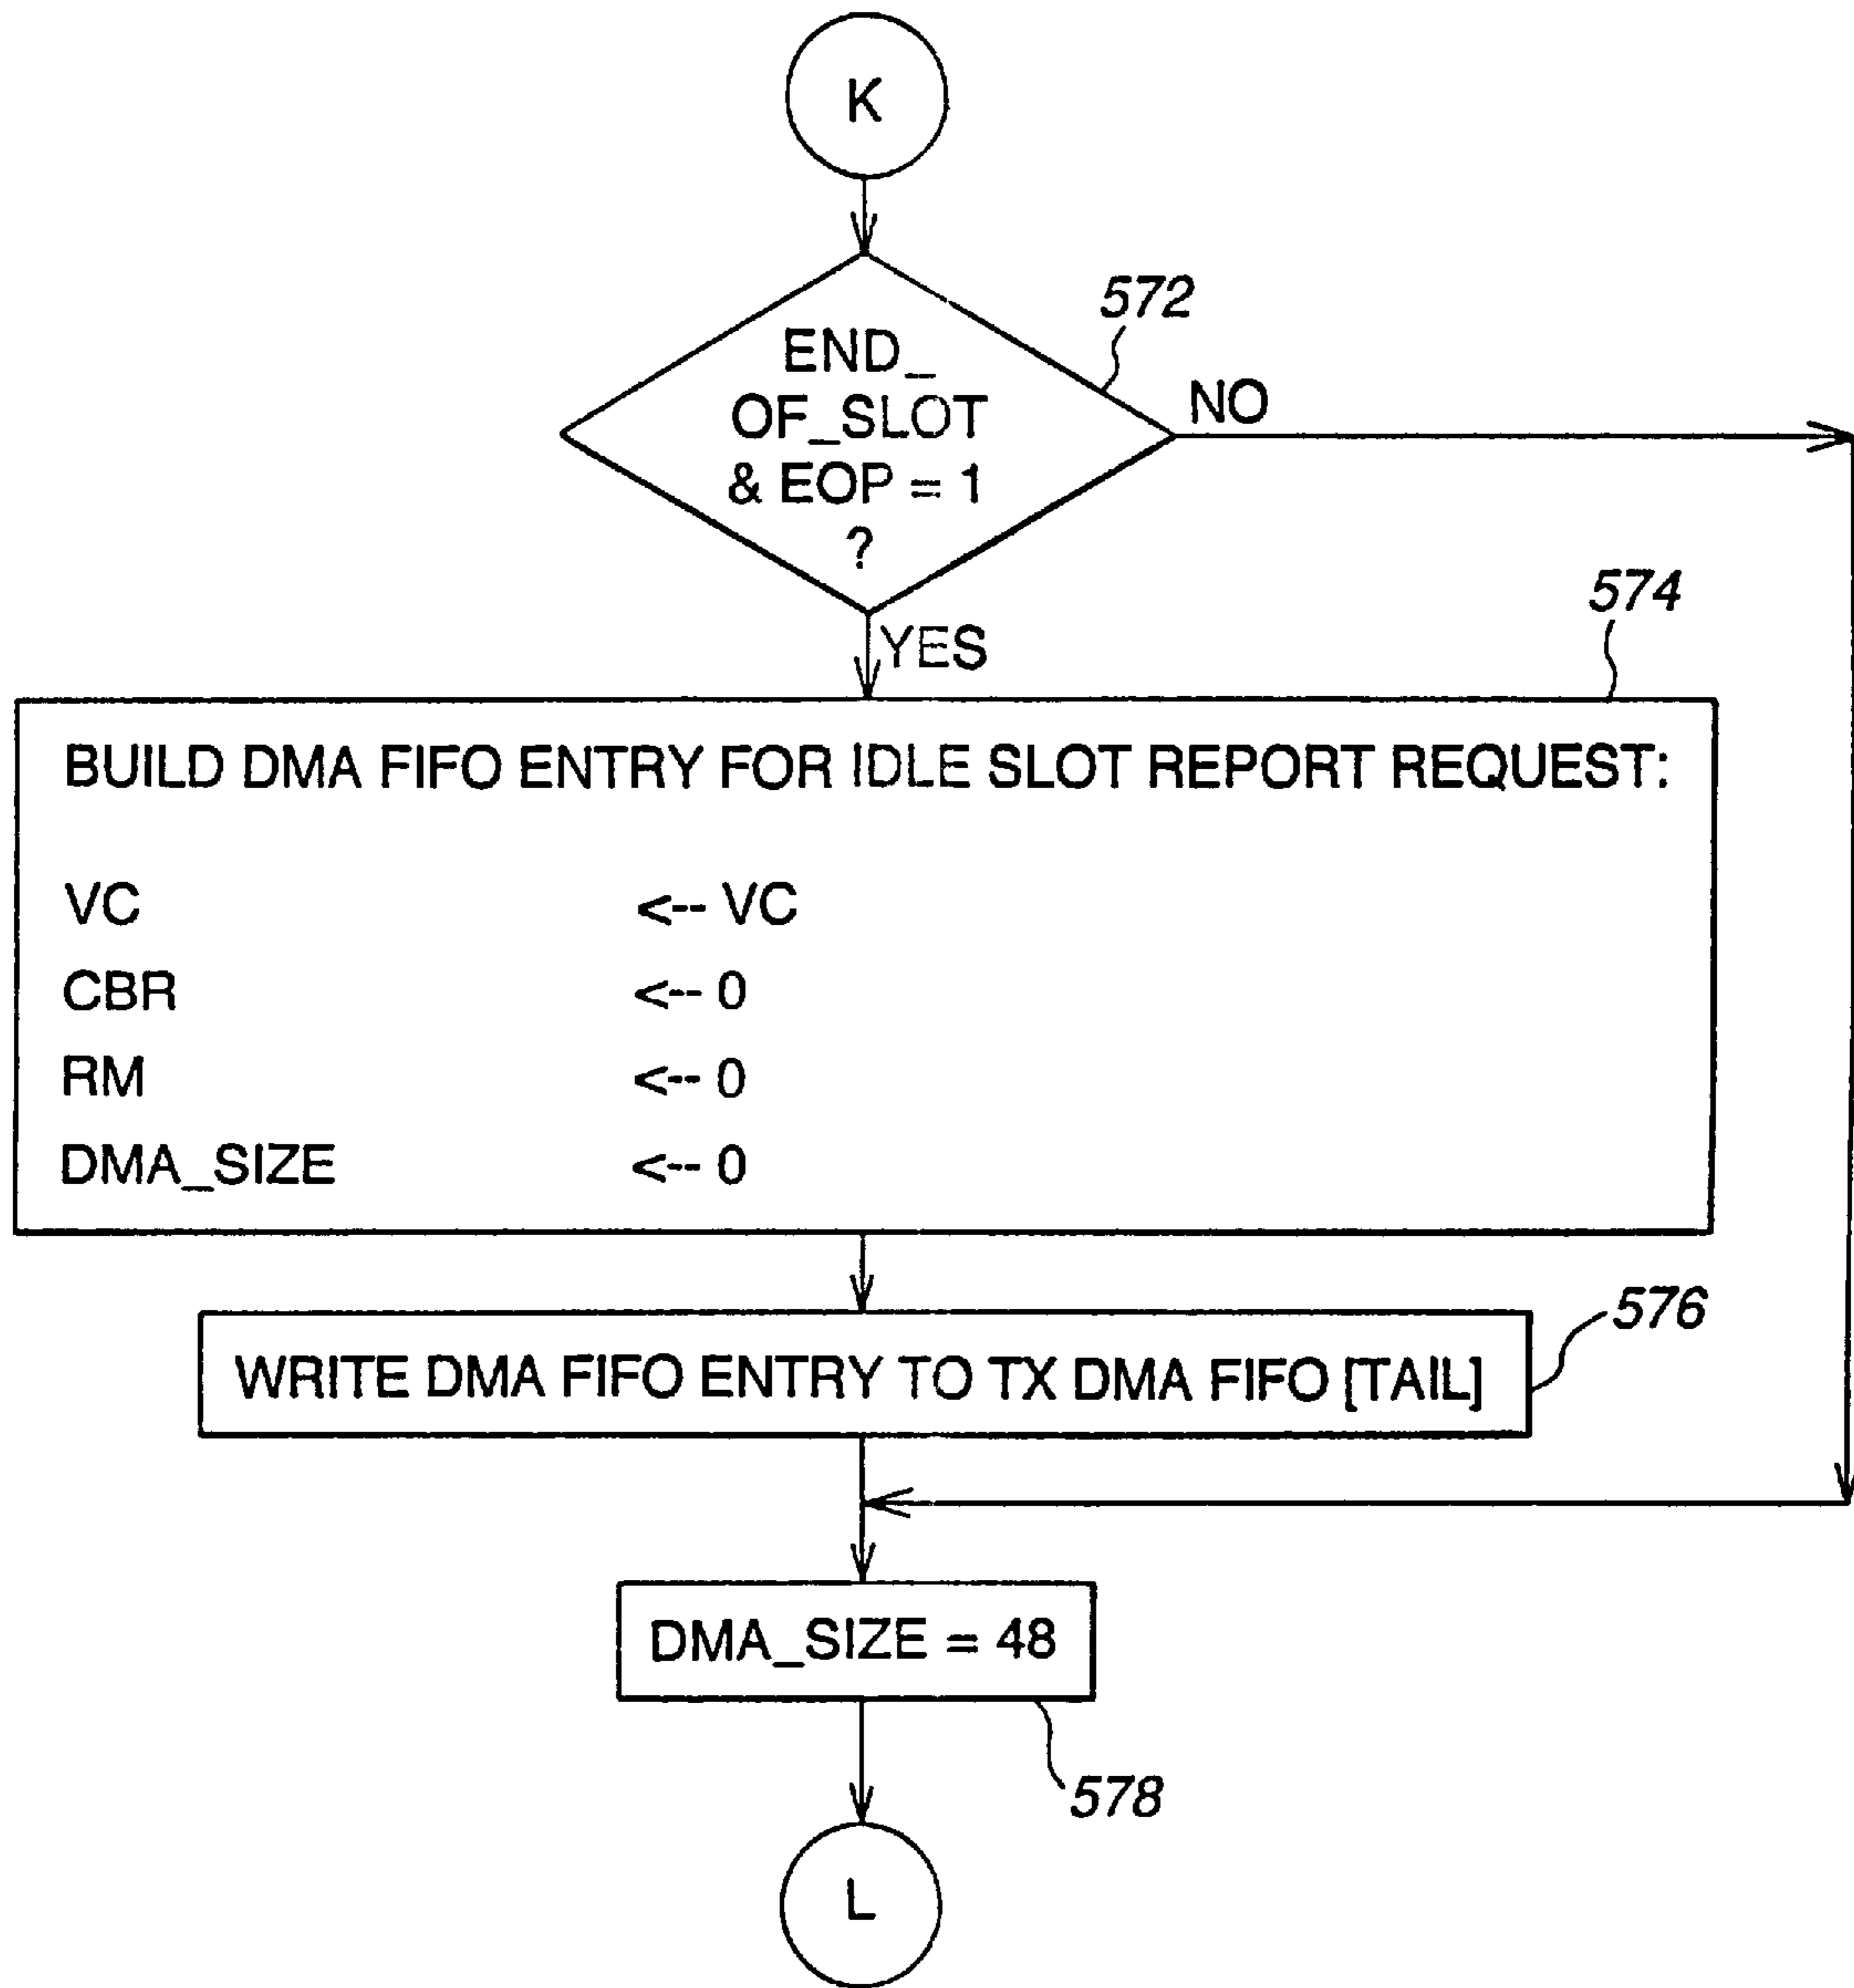 K
572
END_
OF_SLOT
& EOP = 1
?
NO
YES
574
BUILD DMA FIFO ENTRY FOR IDLE SLOT REPORT REQUEST:
VC <-- VC
CBR <-- 0
RM <-- 0
DMA_SIZE <-- 0
576
WRITE DMA FIFO ENTRY TO TX DMA FIFO [TAIL]
DMA_SIZE = 48
578
L